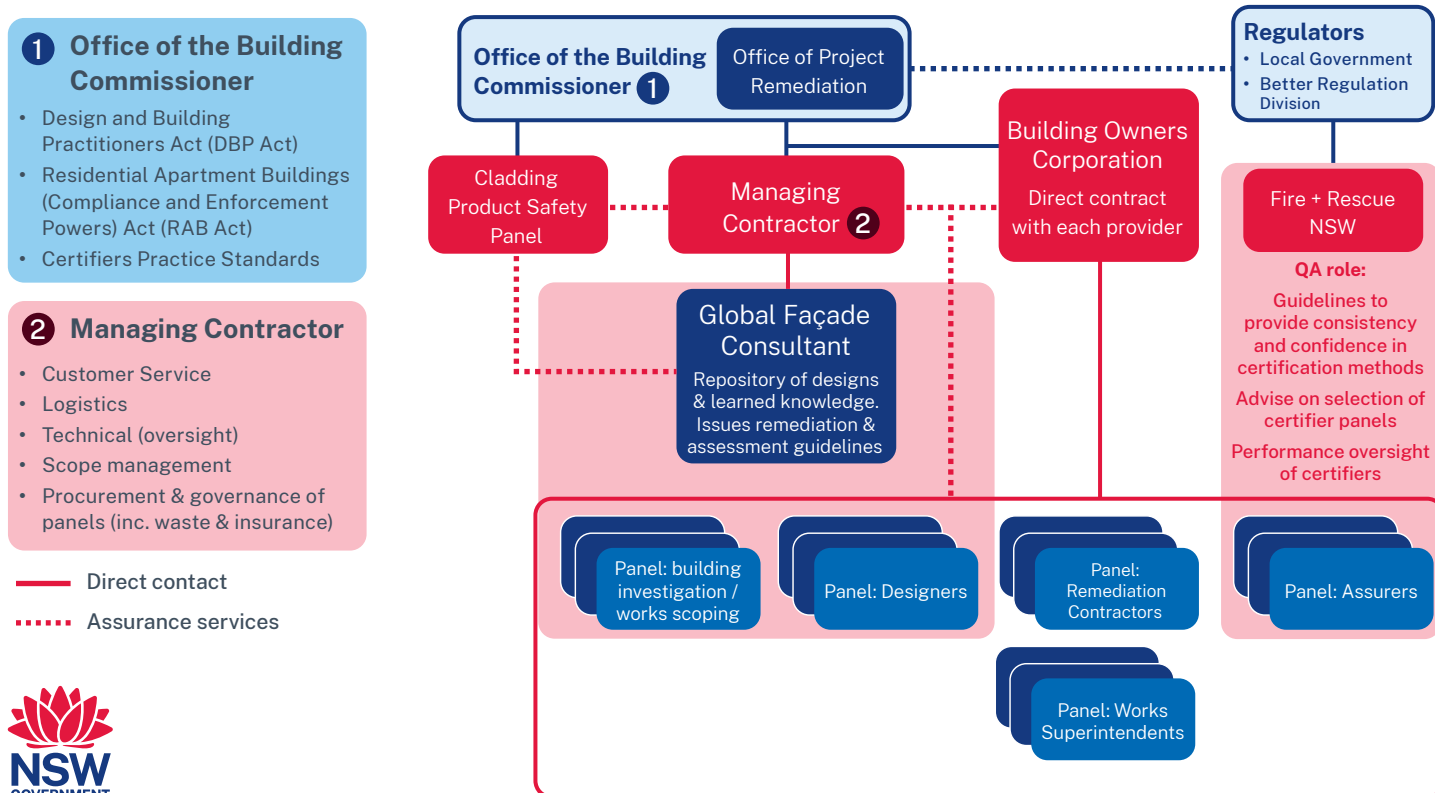 1 Office of the Building
Commissioner
• Design and Building
Practitioners Act (DBP Act)
• Residential Apartment Buildings
(Compliance and Enforcement
Powers) Act (RAB Act)
• Certifiers Practice Standards
2 Managing Contractor
• Customer Service
• Logistics
• Technical (oversight)
• Scope management
• Procurement & governance of
panels (inc. waste & insurance)
Direct contact
Assurance services
NSW
GOVERNMENT
Office of the Building
Commissioner 1
Office of Project
Remediation
Regulators
• Local Government
• Better Regulation
Division
Cladding
Product Safety
Panel
Managing
Contractor 2
Building Owners
Corporation
Direct contract
with each provider
Fire + Rescue
NSW
QA role:
Guidelines to
provide consistency
and confidence in
certification methods
Advise on selection of
certifier panels
Performance oversight
of certifiers
Global Façade
Consultant
Repository of designs
& learned knowledge.
Issues remediation &
assessment guidelines
Panel: building
investigation /
works scoping
Panel: Designers
Panel:
Remediation
Contractors
Panel: Assurers
Panel: Works
Superintendents